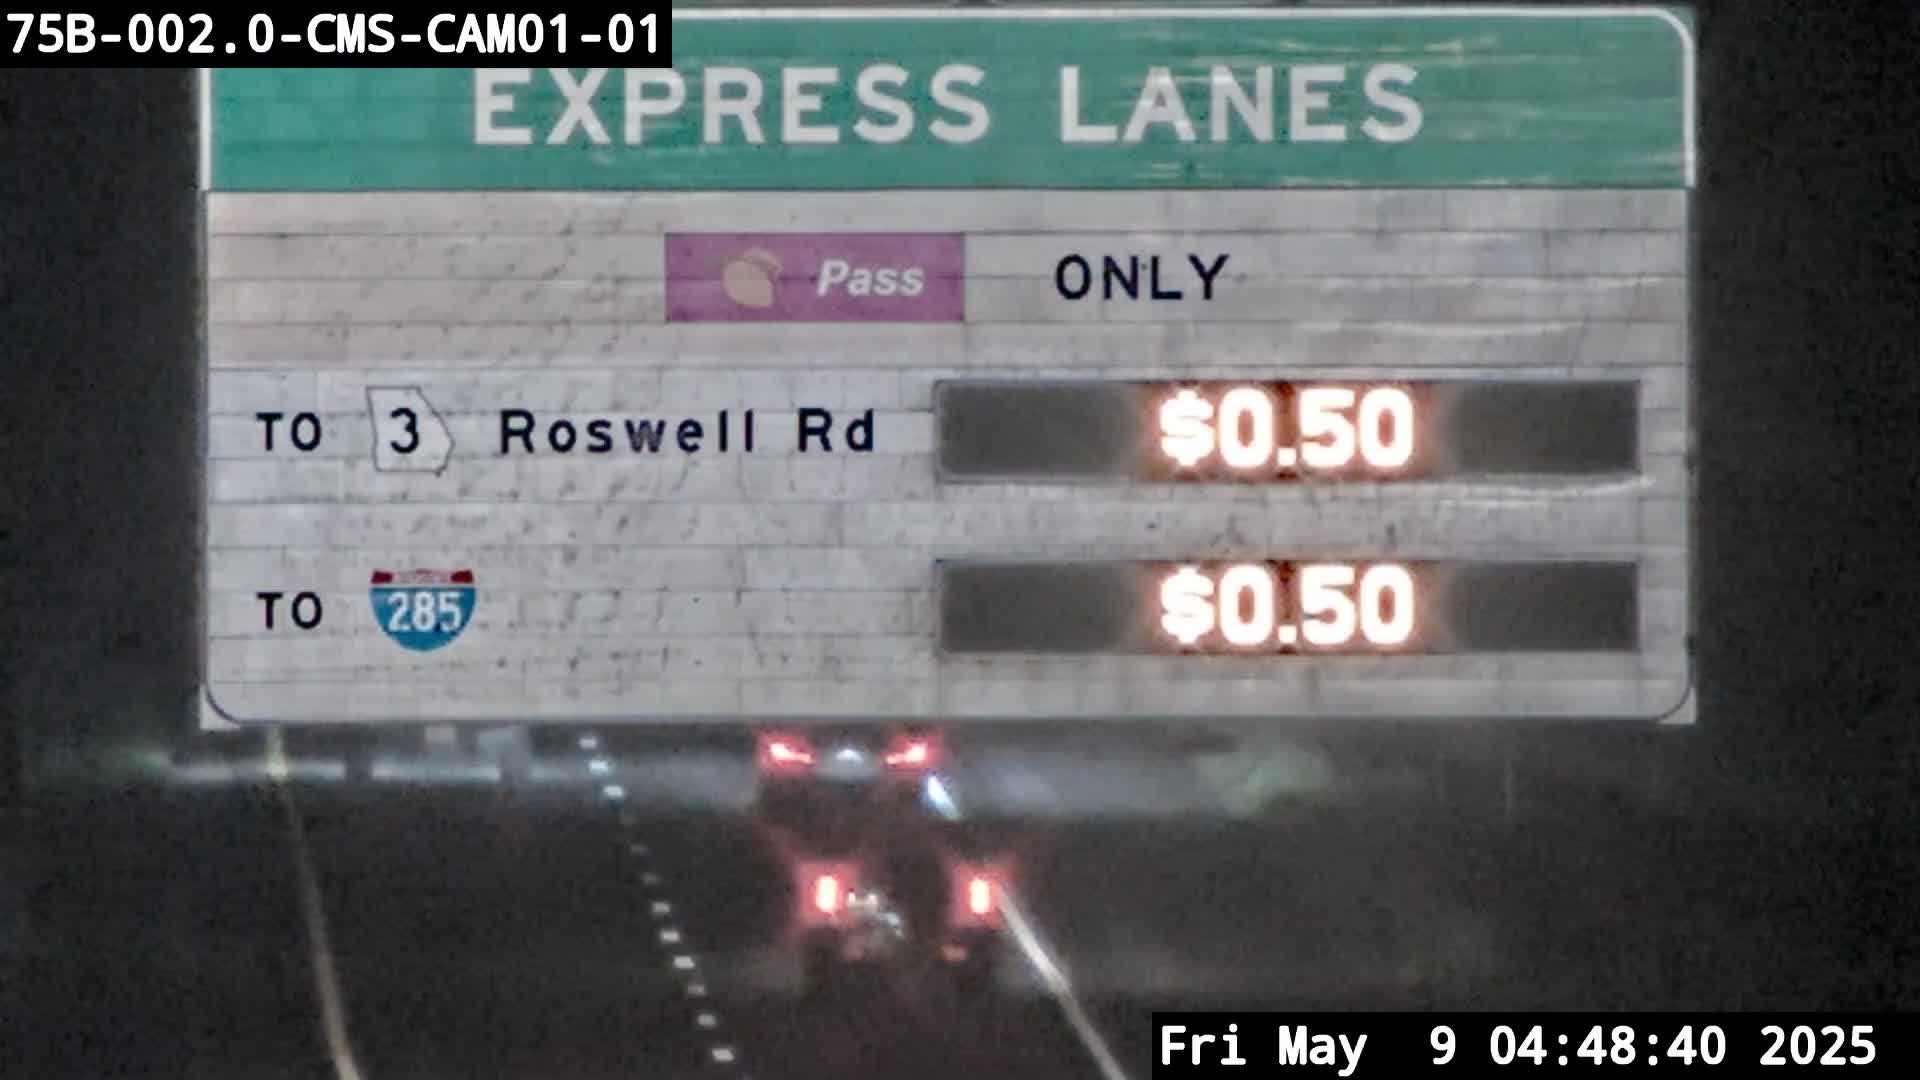 75B-002.0-CMS-CAM01-01
EXPRESS LANES
Pass ONLY
TO 3 Roswell Rd $0.50
TO 285 $0.50
Fri May 9 04:48:40 2025